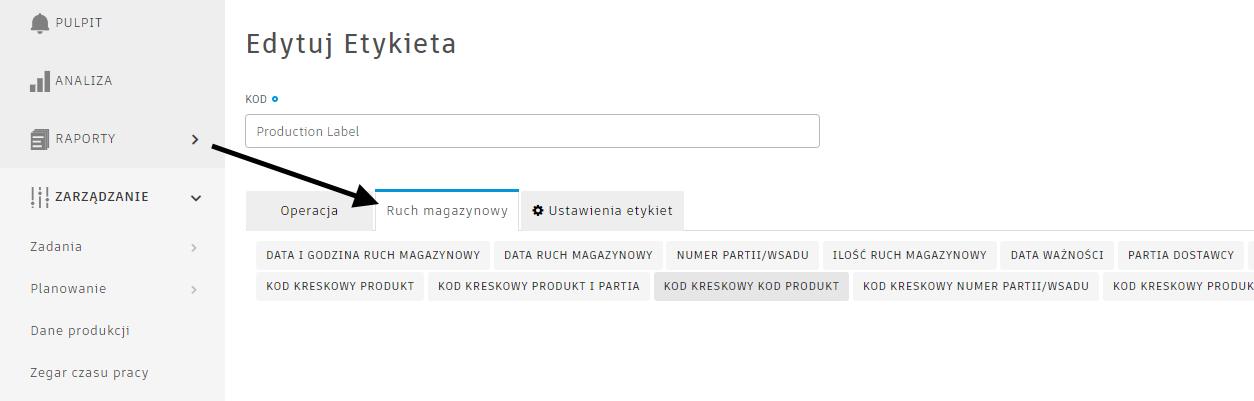 PULPIT
ANALIZA
RAPORTY
ZARZĄDZANIE
Zadania
Planowanie
Dane produkcji
Zegar czasu pracy
Edytuj Etykieta
KOD
Production Label
Operacja Ruch magazynowy Ustawienia etykiet
DATA I GODZINA RUCH MAGAZYNOWY DATA RUCH MAGAZYNOWY NUMER PARTII/WSADU ILOŚĆ RUCH MAGAZYNOWY DATA WAŻNOŚCI PARTIA DOSTAWCY
KOD KRESKOWY PRODUKT KOD KRESKOWY PRODUKT I PARTIA KOD KRESKOWY KOD PRODUKT KOD KRESKOWY NUMER PARTII/WSADU KOD KRESKOWY PRODUK